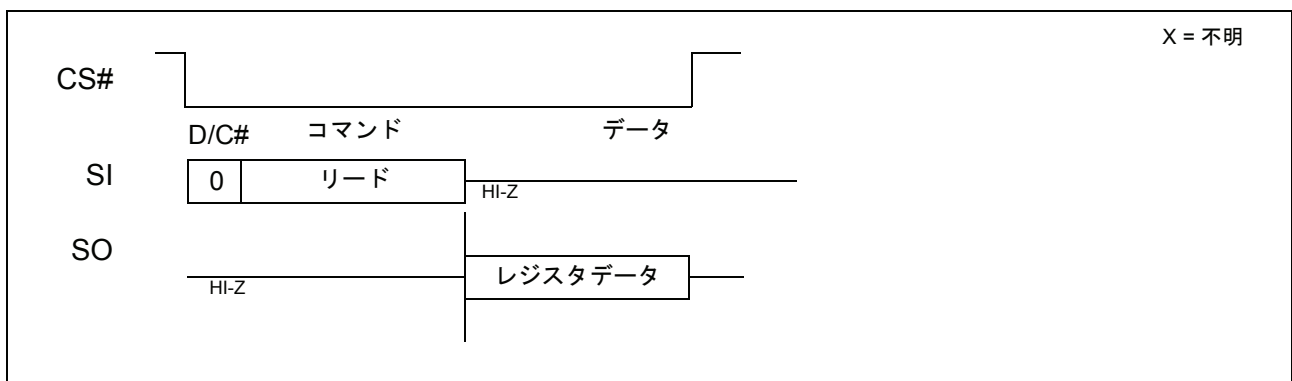 X = 不明
CS#
D/C# コマンド データ
SI 0 リード HI-Z
SO HI-Z レジスタデータ